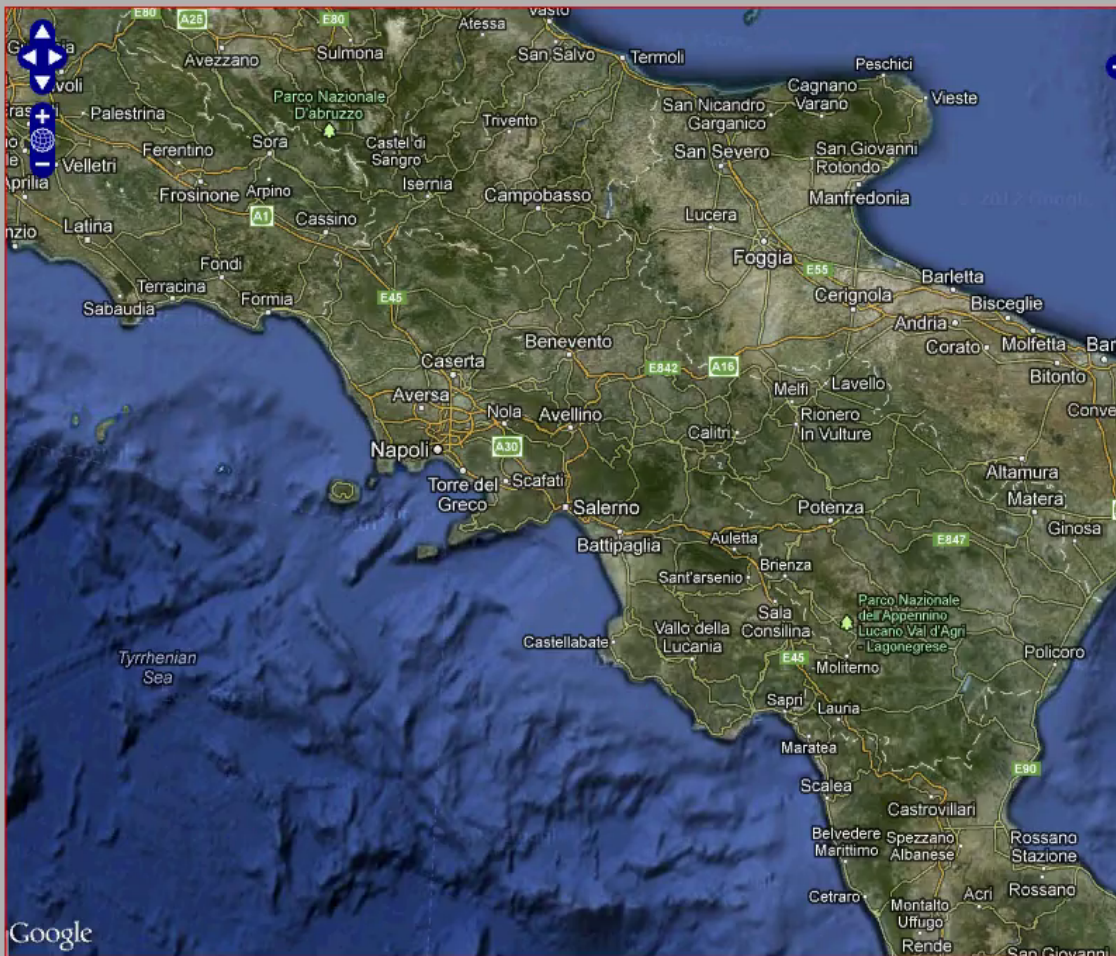 E80
A25
E80
Atessa
Vasto
San Salvo
Termoli
Avezzano
Sulmona
Peschici
Cagnano
Varano
Vieste
Parco Nazionale
D'abruzzo
Palestrina
Trivento
San Nicandro
Garganico
Ferentino
Sora
Castel di
Sangro
San Severo
San Giovanni
Rotondo
Velletri
Aprilia
Frosinone
Arpino
Isernia
Campobasso
Manfredonia
Latina
A1
Cassino
Lucera
Fondi
Foggia
E55
Barletta
Terracina
Sabaudia
Formia
E45
Cerignola
Bisceglie
Andria
Benevento
Corato
Molfetta
Bar
Caserta
E842
A16
Bitonto
Aversa
Melfi
Lavello
Nola
Avellino
Rionero
In Vulture
Conve
Napoli
A30
Calitri
Torre del
Greco
Scafati
Altamura
Matera
Salerno
Potenza
Ginosa
Battipaglia
Auletta
E847
Sant'arsenio
Brienza
Parco Nazionale
dell'Appennino
Lucano Val d'Agri
- Lagonegrese
Sala
Consilina
Castellabate
Vallo della
Lucania
E45
Moliterno
Policoro
Tyrrhenian
Sea
Sapri
Lauria
Maratea
E90
Scalea
Castrovillari
Belvedere
Marittimo
Spezzano
Albanese
Rossano
Stazione
Cetraro
Acri
Rossano
Montalto
Uffugo
Google
Rende
San Giovanni